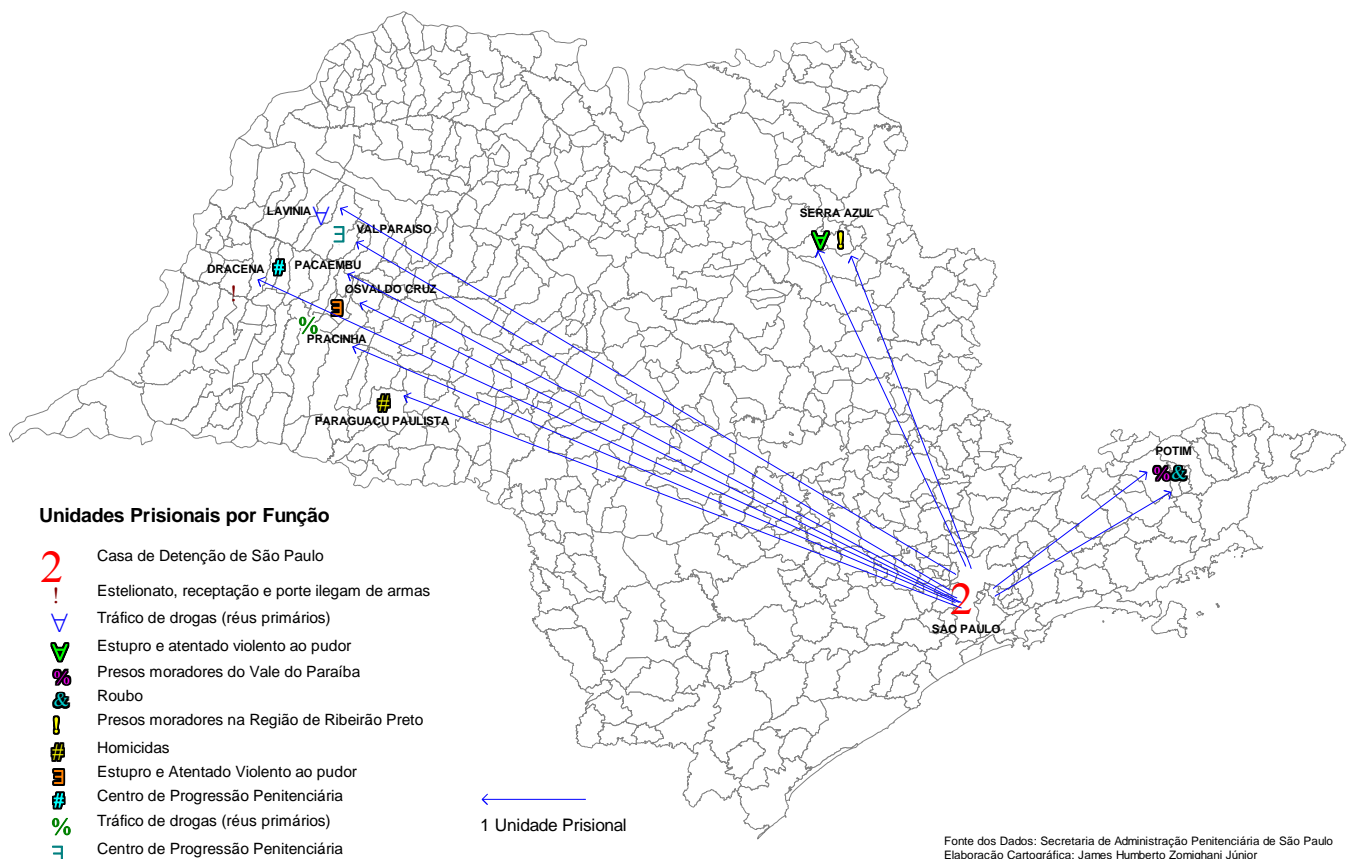 LAVINIA
VALPARAISO
DRACENA
PACAEMBU
OSVALDO CRUZ
PRACINHA
PARAGUACU PAULISTA
SERRA AZUL
POTIM
SAO PAULO
Unidades Prisionais por Função
2 Casa de Detenção de São Paulo
! Estelionato, receptação e porte ilegam de armas
∀ Tráfico de drogas (réus primários)
∀ Estupro e atentado violento ao pudor
% Presos moradores do Vale do Paraíba
& Roubo
! Presos moradores na Região de Ribeirão Preto
# Homicidas
∃ Estupro e Atentado Violento ao pudor
# Centro de Progressão Penitenciária
% Tráfico de drogas (réus primários)
∃ Centro de Progressão Penitenciária
1 Unidade Prisional
Fonte dos Dados: Secretaria de Administração Penitenciária de São Paulo
Elaboração Cartográfica: James Humberto Zomighani Júnior